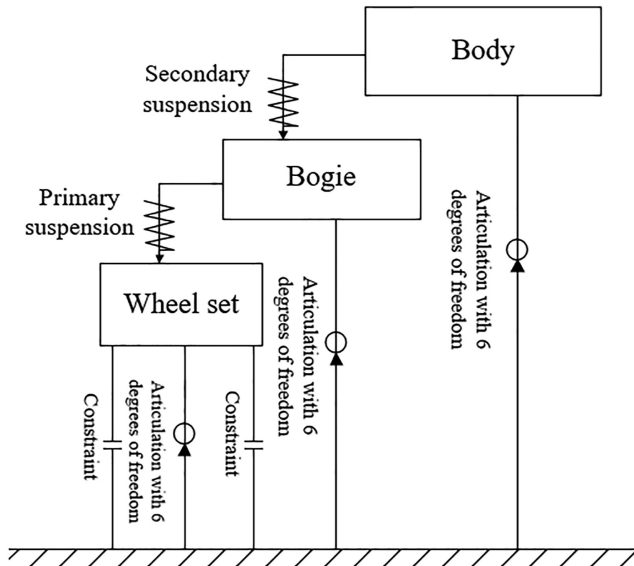 Body
Secondary
suspension
Bogie
Primary
suspension
Articulation with 6
degrees of freedom
Wheel set
Articulation with 6
degrees of freedom
Constraint
Articulation with 6
degrees of freedom
Constraint